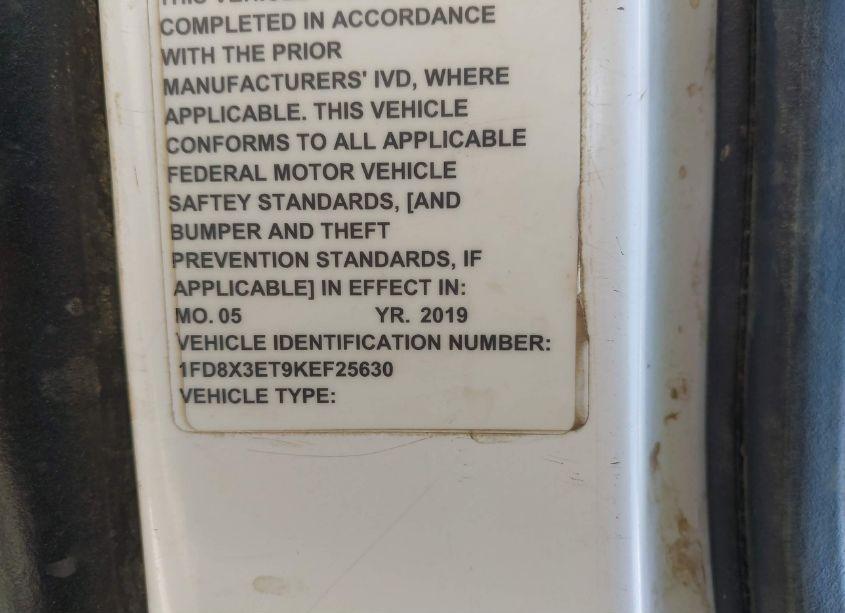 THIS
COMPLETED IN ACCORDANCE
WITH THE PRIOR
MANUFACTURERS' IVD, WHERE
APPLICABLE. THIS VEHICLE
CONFORMS TO ALL APPLICABLE
FEDERAL MOTOR VEHICLE
SAFTEY STANDARDS, [AND
BUMPER AND THEFT
PREVENTION STANDARDS, IF
APPLICABLE] IN EFFECT IN:
MO. 05 YR. 2019
VEHICLE IDENTIFICATION NUMBER:
1FD8X3ET9KEF25630
VEHICLE TYPE: